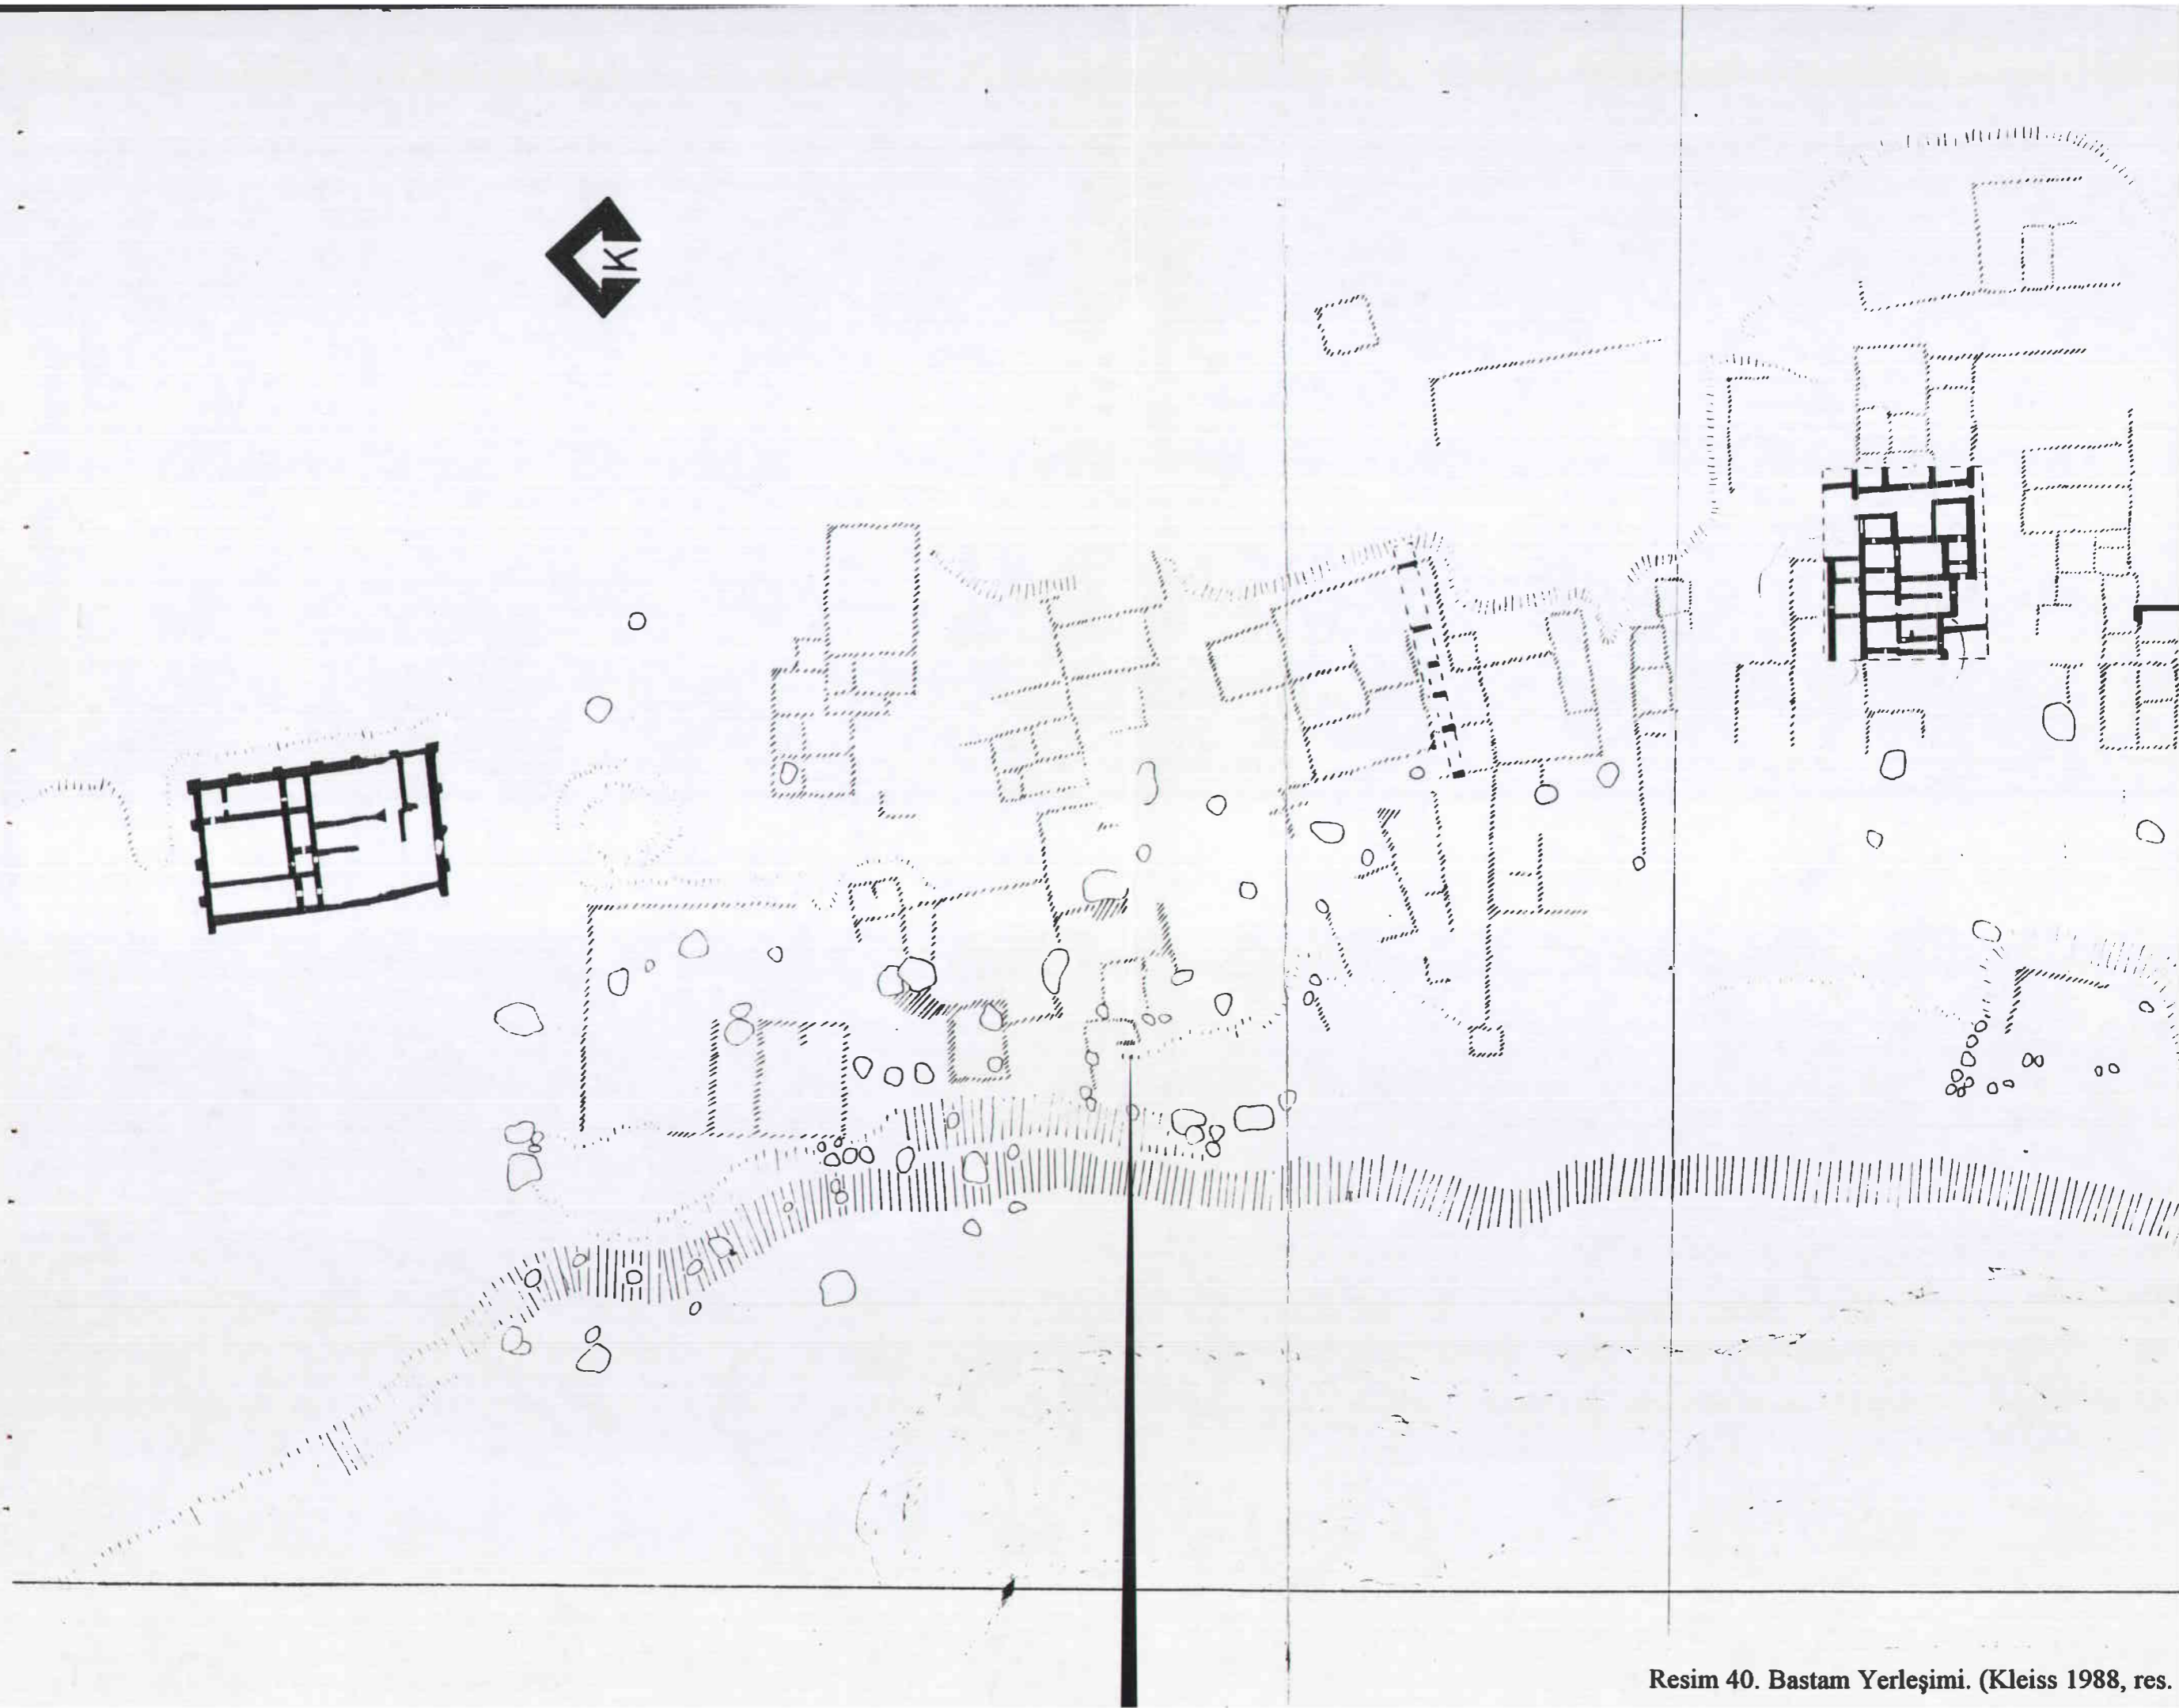 K
Resim 40. Bastam Yerleşimi. (Kleiss 1988, res.